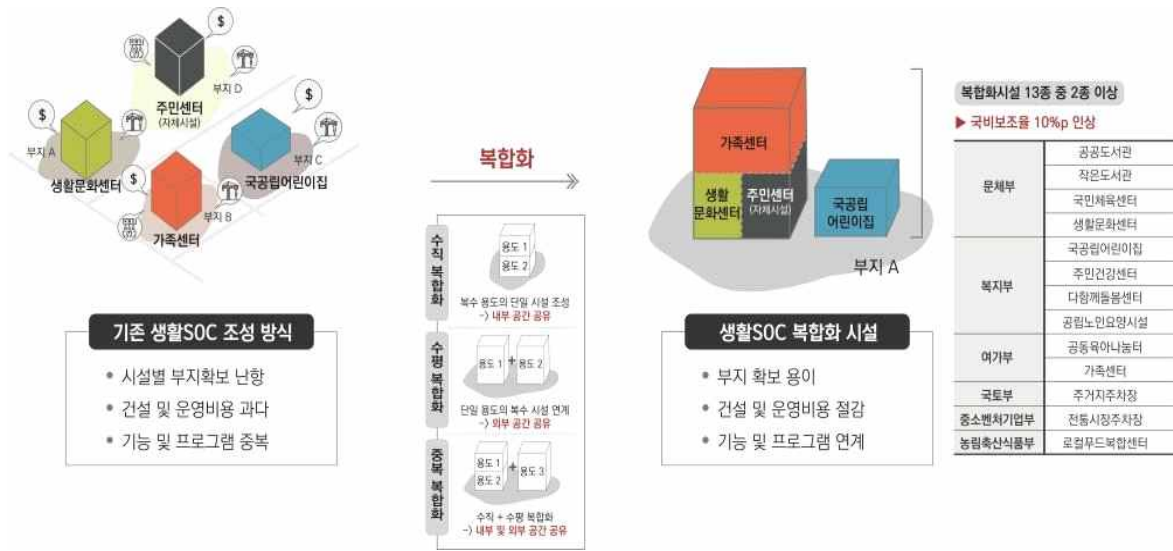 $
부지 D
주민센터
(자체시설)
$
부지 A
생활문화센터
$
부지 C
국공립어린이집
$
부지 B
가족센터
기존 생활SOC 조성 방식
• 시설별 부지확보 난항
• 건설 및 운영비용 과다
• 기능 및 프로그램 중복
복합화
수직 복합화
용도 1
용도 2
복수 용도의 단일 시설 조성
-> 내부 공간 공유
수평 복합화
용도 1 + 용도 2
단일 용도의 복수 시설 연계
-> 외부 공간 공유
중복 복합화
용도 1
용도 2
+ 용도 3
수직 + 수평 복합화
-> 내부 및 외부 공간 공유
가족센터
생활
문화센터
주민센터
(자체시설)
국공립
어린이집
부지 A
생활SOC 복합화 시설
• 부지 확보 용이
• 건설 및 운영비용 절감
• 기능 및 프로그램 연계
복합화시설 13종 중 2종 이상
▶ 국비보조율 10%p 인상
문체부
공공도서관
작은도서관
국민체육센터
생활문화센터
복지부
국공립어린이집
주민건강센터
다함께돌봄센터
공립노인요양시설
여가부
공동육아나눔터
가족센터
국토부 주거지주차장
중소벤처기업부 전통시장주차장
농림축산식품부 로컬푸드복합센터